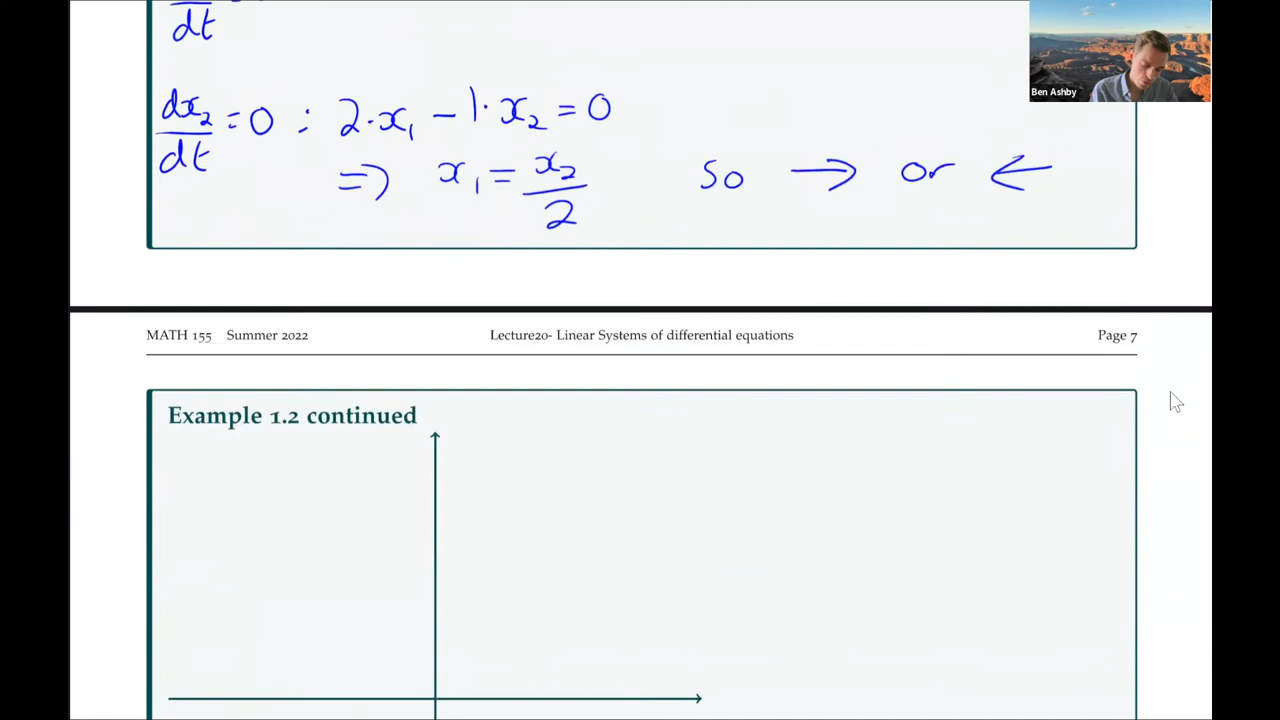 dt
dx₂/dt = 0 : 2·x₁ − 1·x₂ = 0
⇒ x₁ = x₂/2 so → or ←
Ben Ashby
MATH 155 Summer 2022 Lecture20- Linear Systems of differential equations Page 7
Example 1.2 continued